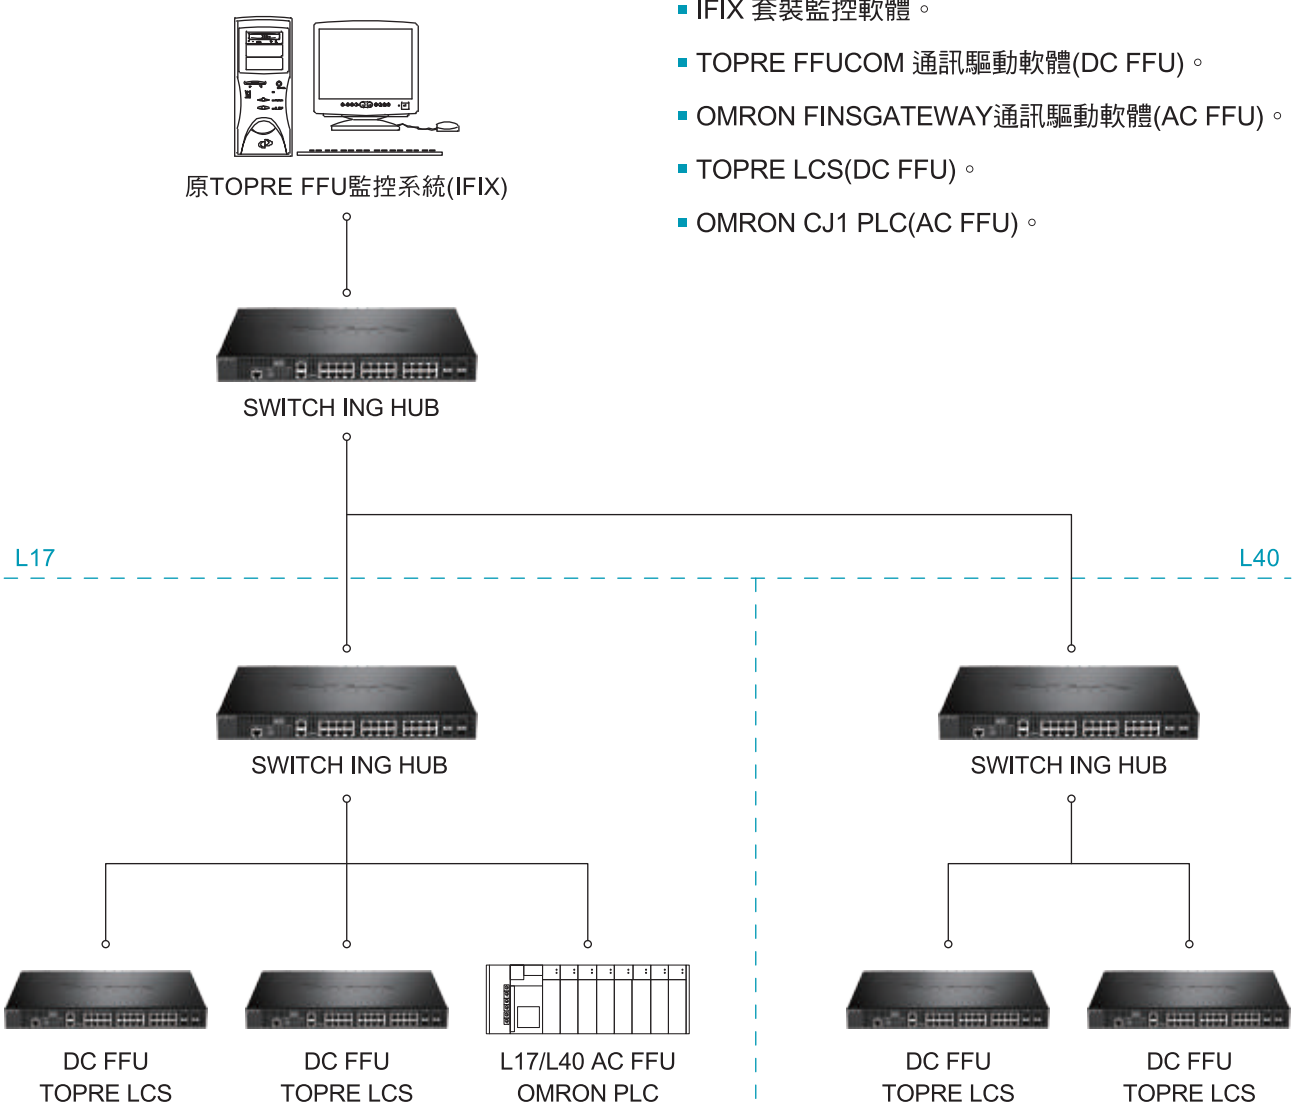 IFIX 套裝監控軟體。
TOPRE FFUCOM 通訊驅動軟體(DC FFU)。
OMRON FINSGATEWAY通訊驅動軟體(AC FFU)。
TOPRE LCS(DC FFU)。
OMRON CJ1 PLC(AC FFU)。
原TOPRE FFU監控系統(IFIX)
SWITCH ING HUB
L17
L40
SWITCH ING HUB
SWITCH ING HUB
DC FFU
TOPRE LCS
DC FFU
TOPRE LCS
L17/L40 AC FFU
OMRON PLC
DC FFU
TOPRE LCS
DC FFU
TOPRE LCS